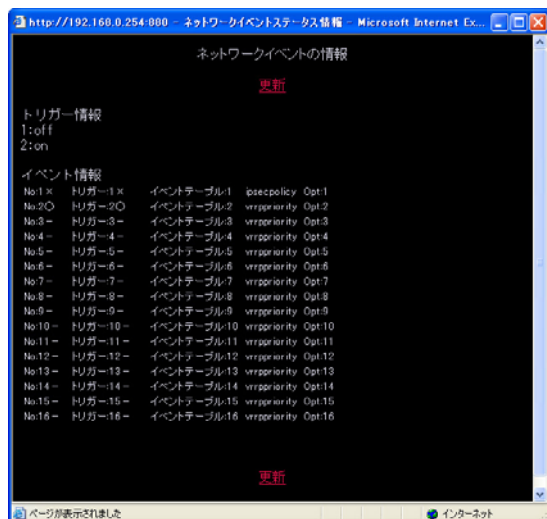 http://192.168.0.254:880 - ネットワークイベントステータス情報 - Microsoft Internet Ex...
ネットワークイベントの情報
更新
トリガー情報
1:off
2:on
イベント情報
No:1× トリガー:1× イベントテーブル:1 ipsecpolicy Opt:1
No:2○ トリガー:2○ イベントテーブル:2 vrrppriority Opt:2
No:3− トリガー:3− イベントテーブル:3 vrrppriority Opt:3
No:4− トリガー:4− イベントテーブル:4 vrrppriority Opt:4
No:5− トリガー:5− イベントテーブル:5 vrrppriority Opt:5
No:6− トリガー:6− イベントテーブル:6 vrrppriority Opt:6
No:7− トリガー:7− イベントテーブル:7 vrrppriority Opt:7
No:8− トリガー:8− イベントテーブル:8 vrrppriority Opt:8
No:9− トリガー:9− イベントテーブル:9 vrrppriority Opt:9
No:10− トリガー:10− イベントテーブル:10 vrrppriority Opt:10
No:11− トリガー:11− イベントテーブル:11 vrrppriority Opt:11
No:12− トリガー:12− イベントテーブル:12 vrrppriority Opt:12
No:13− トリガー:13− イベントテーブル:13 vrrppriority Opt:13
No:14− トリガー:14− イベントテーブル:14 vrrppriority Opt:14
No:15− トリガー:15− イベントテーブル:15 vrrppriority Opt:15
No:16− トリガー:16− イベントテーブル:16 vrrppriority Opt:16
更新
ページが表示されました インターネット